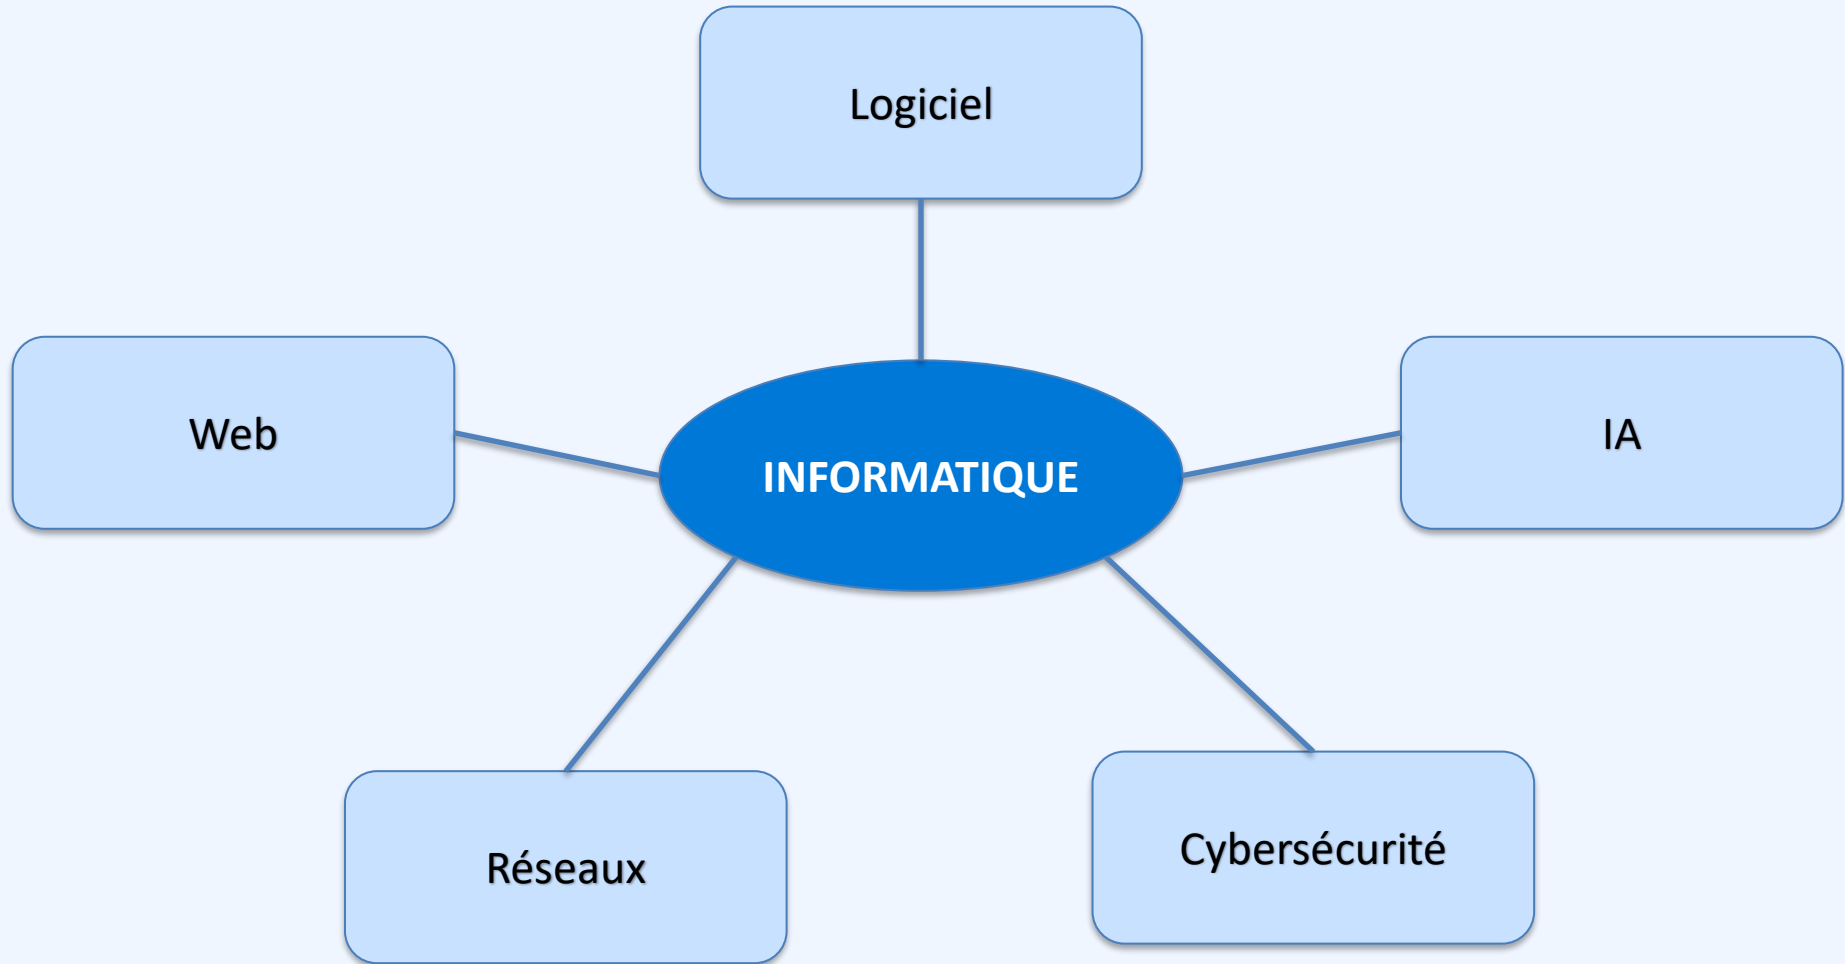 Logiciel
Web
IA
INFORMATIQUE
Réseaux
Cybersécurité